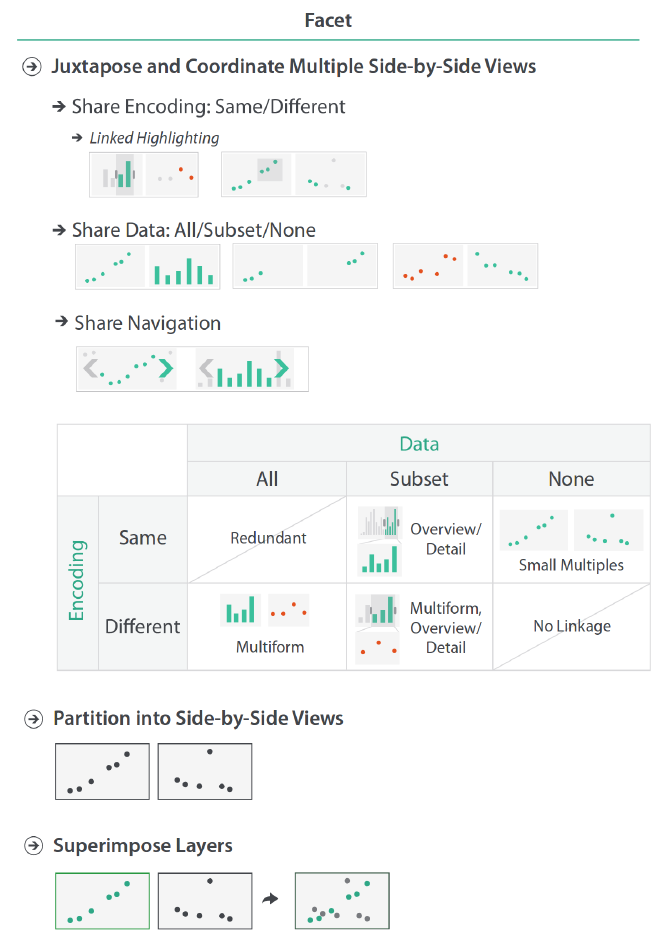 Facet
Juxtapose and Coordinate Multiple Side-by-Side Views
Share Encoding: Same/Different
Linked Highlighting
Share Data: All/Subset/None
Share Navigation
Data
All
Subset
None
Encoding
Same
Redundant
Overview/
Detail
Small Multiples
Different
Multiform
Multiform,
Overview/
Detail
No Linkage
Partition into Side-by-Side Views
Superimpose Layers